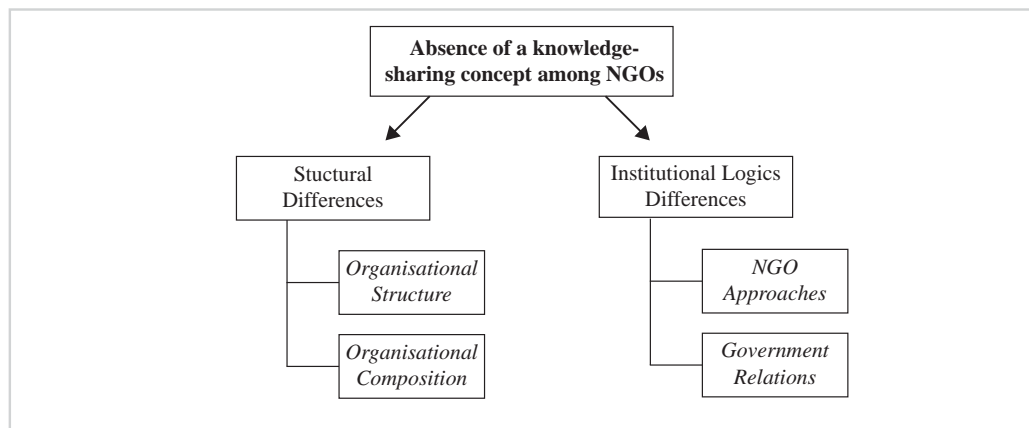 Absence of a knowledge-
sharing concept among NGOs
Stuctural
Differences
Organisational
Structure
Organisational
Composition
Institutional Logics
Differences
NGO
Approaches
Government
Relations